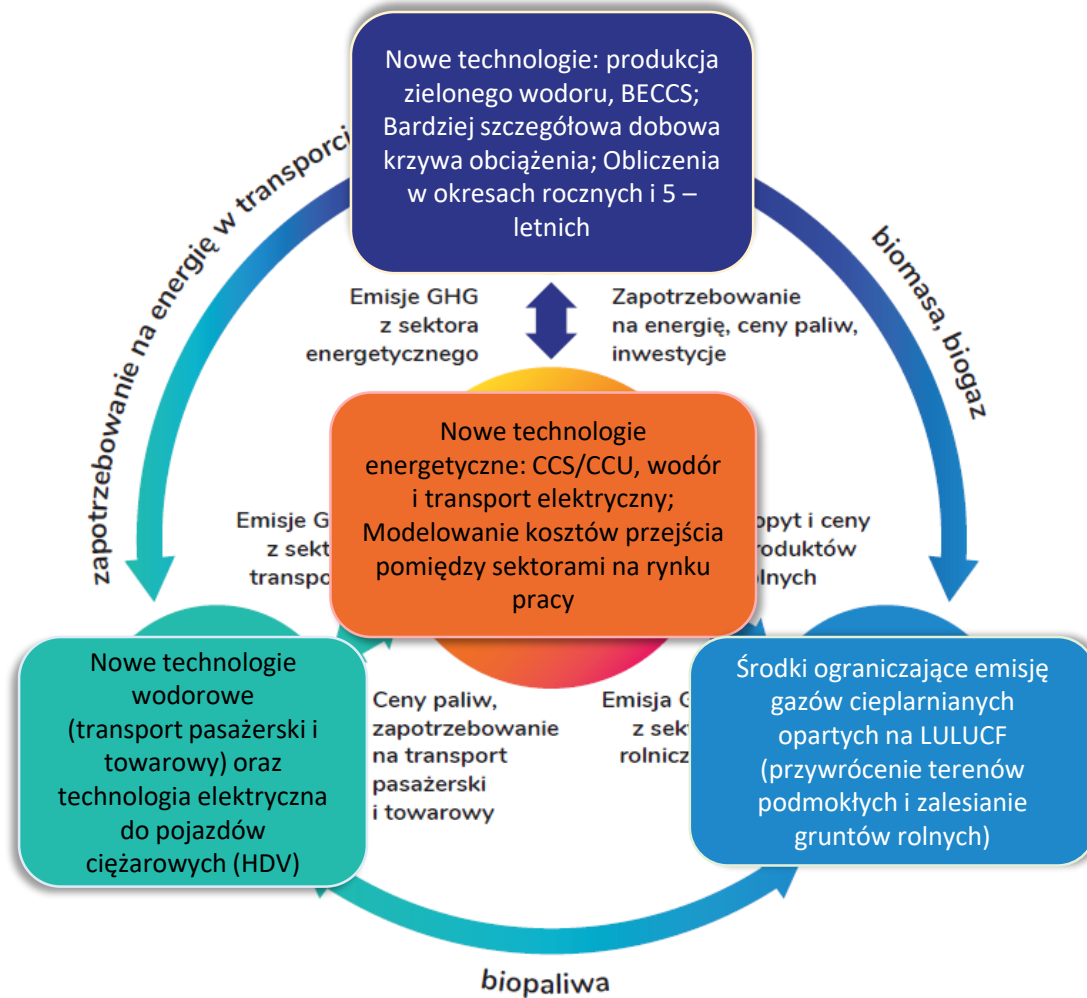 Nowe technologie: produkcja
zielonego wodoru, BECCS;
Bardziej szczegółowa dobowa
krzywa obciążenia; Obliczenia
w okresach rocznych i 5 –
letnich
zapotrzebowanie na energię w
biomasa, biogaz
Emisje GHG
z sektora
energetycznego
Zapotrzebowanie
na energię, ceny paliw,
inwestycje
Nowe technologie
energetyczne: CCS/CCU, wodór
i transport elektryczny;
Modelowanie kosztów przejścia
pomiędzy sektorami na rynku
pracy
Emisje
z
i ceny
Nowe technologie
wodorowe
(transport pasażerski i
towarowy) oraz
technologia elektryczna
do pojazdów
ciężarowych (HDV)
Ceny paliw,
zapotrzebowanie
na transport
pasażerski
i towarowy
Emisja
z
Środki ograniczające emisję
gazów cieplarnianych
opartych na LULUCF
(przywrócenie terenów
podmokłych i zalesianie
gruntów rolnych)
biopaliwa